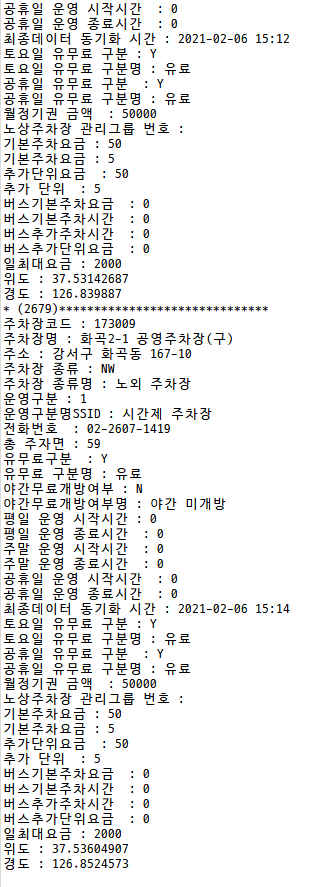 공휴일 운영 시작시간  : 0
공휴일 운영 종료시간  : 0
최종데이터 동기화 시간 : 2021-02-06 15:12
토요일 유무료 구분 : Y
토요일 유무료 구분명 : 유료
공휴일 유무료 구분  : Y
공휴일 유무료 구분명 : 유료
월정기권 금액  : 50000
노상주차장 관리그룹 번호 :
기본주차요금 : 50
기본주차요금 : 5
추가단위요금  : 50
추가 단위  : 5
버스기본주차요금  : 0
버스기본주차시간  : 0
버스추가주차시간  : 0
버스추가단위요금  : 0
일최대요금 : 2000
위도 : 37.53142687
경도 : 126.839887
* (2679)****************************
주차장코드 : 173009
주차장명 : 화곡2-1 공영주차장(구)
주소 : 강서구 화곡동 167-10
주차장 종류 : NW
주차장 종류명 : 노외 주차장
운영구분 : 1
운영구분명SSID : 시간제 주차장
전화번호  : 02-2607-1419
총 주자면 : 59
유무료구분  : Y
유무료 구분명 : 유료
야간무료개방여부 : N
야간무료개방여부명 : 야간 미개방
평일 운영 시작시간 : 0
평일 운영 종료시간  : 0
주말 운영 시작시간  : 0
주말 운영 종료시간  : 0
공휴일 운영 시작시간  : 0
공휴일 운영 종료시간  : 0
최종데이터 동기화 시간 : 2021-02-06 15:14
토요일 유무료 구분 : Y
토요일 유무료 구분명 : 유료
공휴일 유무료 구분  : Y
공휴일 유무료 구분명 : 유료
월정기권 금액  : 50000
노상주차장 관리그룹 번호 :
기본주차요금 : 50
기본주차요금 : 5
추가단위요금  : 50
추가 단위  : 5
버스기본주차요금  : 0
버스기본주차시간  : 0
버스추가주차시간  : 0
버스추가단위요금  : 0
일최대요금 : 2000
위도 : 37.53604907
경도 : 126.8524573